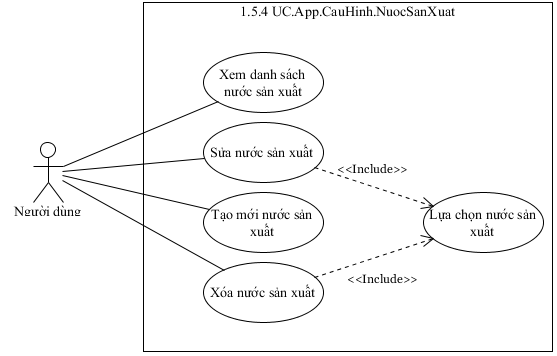 1.5.4 UC.App.CauHinh.NuocSanXuat
Xem danh sách
nước sản xuất
Sửa nước sản xuất
<<Include>>
Người dùng
Tạo mới nước sản
xuất
Lựa chọn nước sản
xuất
Xóa nước sản xuất
<<Include>>